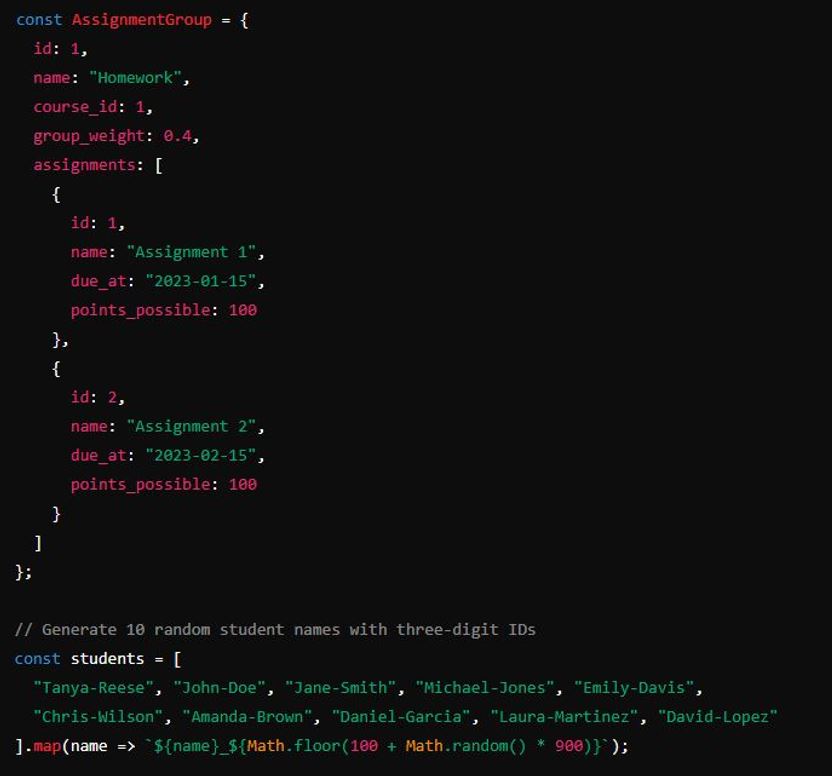 const AssignmentGroup = {
  id: 1,
  name: "Homework",
  course_id: 1,
  group_weight: 0.4,
  assignments: [
    {
      id: 1,
      name: "Assignment 1",
      due_at: "2023-01-15",
      points_possible: 100
    },
    {
      id: 2,
      name: "Assignment 2",
      due_at: "2023-02-15",
      points_possible: 100
    }
  ]
};

// Generate 10 random student names with three-digit IDs
const students = [
  "Tanya-Reese", "John-Doe", "Jane-Smith", "Michael-Jones", "Emily-Davis",
  "Chris-Wilson", "Amanda-Brown", "Daniel-Garcia", "Laura-Martinez", "David-Lopez"
].map(name => `${name}_${Math.floor(100 + Math.random() * 900)}`);